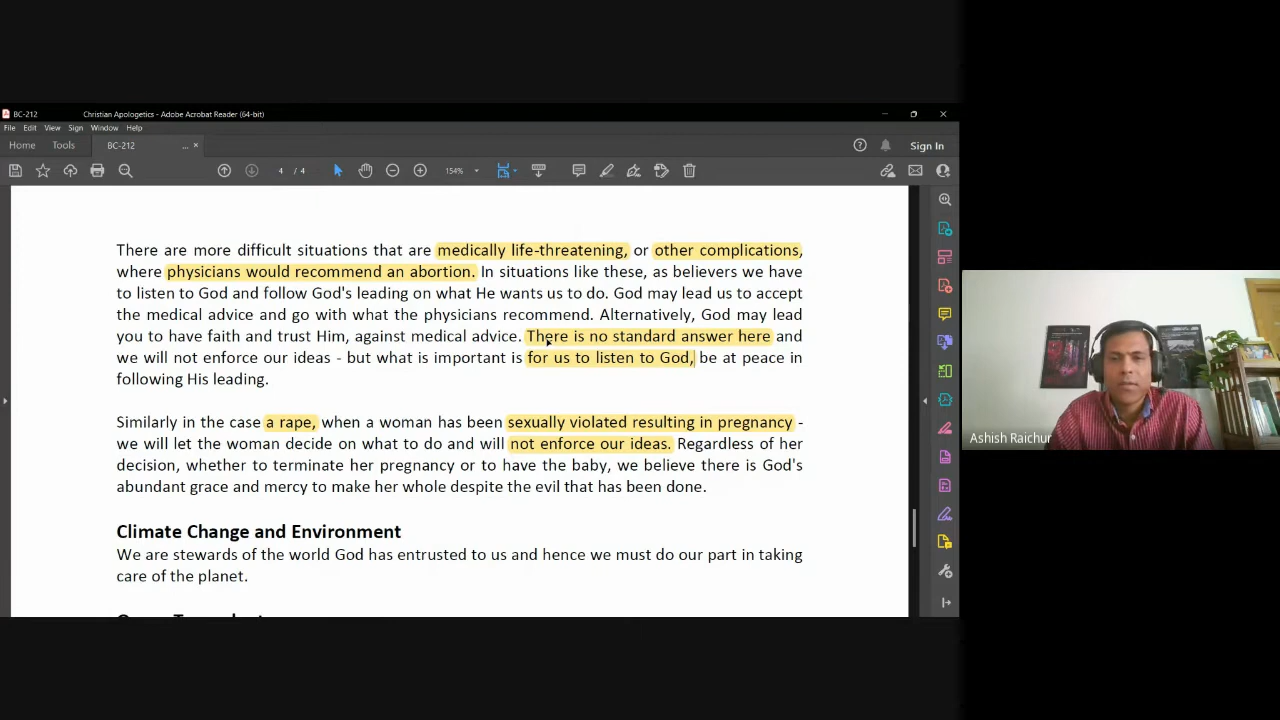 BC-212 Christian Apologetics - Adobe Acrobat Reader (64-bit)
File Edit View Sign Window Help
Home Tools BC-212 ... × Sign In
4 / 4 154%
There are more difficult situations that are medically life-threatening, or other complications,
where physicians would recommend an abortion. In situations like these, as believers we have
to listen to God and follow God's leading on what He wants us to do. God may lead us to accept
the medical advice and go with what the physicians recommend. Alternatively, God may lead
you to have faith and trust Him, against medical advice. There is no standard answer here and
we will not enforce our ideas - but what is important is for us to listen to God, be at peace in
following His leading.
Similarly in the case a rape, when a woman has been sexually violated resulting in pregnancy -
we will let the woman decide on what to do and will not enforce our ideas. Regardless of her
decision, whether to terminate her pregnancy or to have the baby, we believe there is God's
abundant grace and mercy to make her whole despite the evil that has been done.
Climate Change and Environment
We are stewards of the world God has entrusted to us and hence we must do our part in taking
care of the planet.
Ashish Raichur